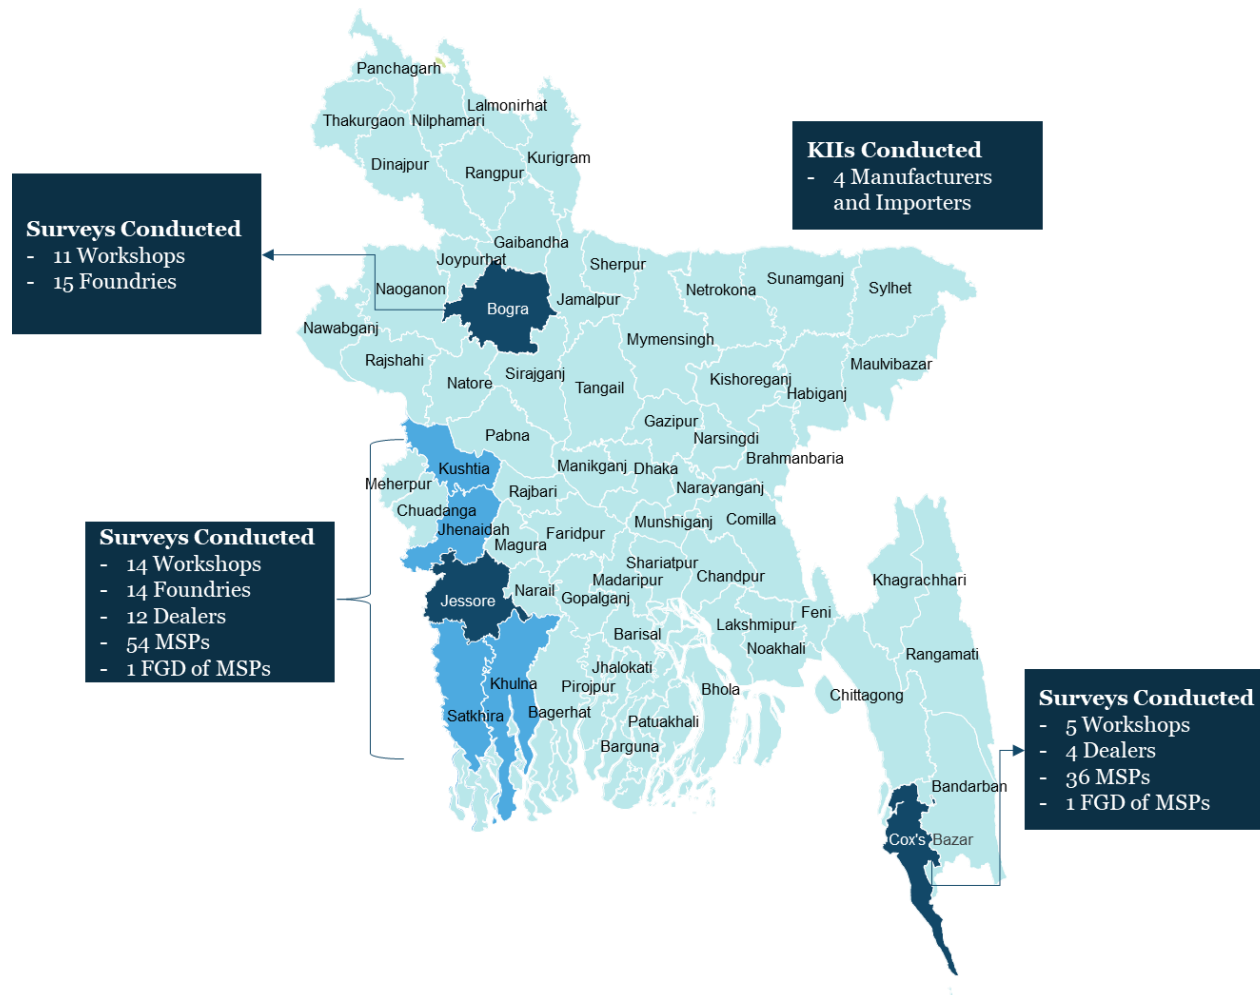 Panchagarh
Lalmonirhat
Thakurgaon
Nilphamari
Dinajpur
Rangpur
Kurigram
KIIs Conducted
- 4 Manufacturers
and Importers
Surveys Conducted
- 11 Workshops
- 15 Foundries
Gaibandha
Joypurhat
Sherpur
Naoganon
Bogra
Jamalpur
Netrokona
Sunamganj
Sylhet
Nawabganj
Mymensingh
Rajshahi
Maulvibazar
Natore
Sirajganj
Tangail
Kishoreganj
Habiganj
Gazipur
Narsingdi
Pabna
Brahmanbaria
Kushtia
Manikganj
Dhaka
Meherpur
Rajbari
Narayanganj
Chuadanga
Jhenaidah
Munshiganj
Comilla
Magura
Faridpur
Surveys Conducted
- 14 Workshops
- 14 Foundries
- 12 Dealers
- 54 MSPs
- 1 FGD of MSPs
Shariatpur
Madaripur
Chandpur
Khagrachhari
Jessore
Narail
Gopalganj
Feni
Lakshmipur
Barisal
Noakhali
Rangamati
Jhalokati
Khulna
Pirojpur
Bhola
Chittagong
Satkhira
Bagerhat
Patuakhali
Barguna
Surveys Conducted
- 5 Workshops
- 4 Dealers
- 36 MSPs
- 1 FGD of MSPs
Bandarban
Cox's Bazar